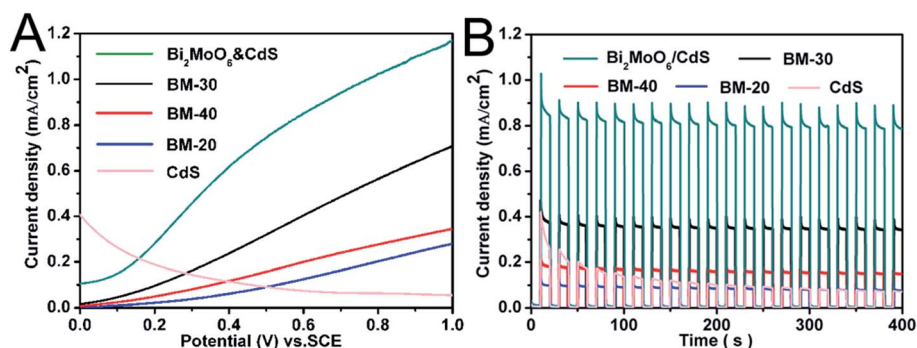 A
Current density (mA/cm²)
1.2
1.0
0.8
0.6
0.4
0.2
0.0
Bi₂MoO₆&CdS
BM-30
BM-40
BM-20
CdS
0.0 0.2 0.4 0.6 0.8 1.0
Potential (V) vs.SCE
B
Current density (mA/cm²)
1.2
1.0
0.8
0.6
0.4
0.2
0.0
Bi₂MoO₆/CdS BM-30
BM-40 BM-20 CdS
0 100 200 300 400
Time ( s )